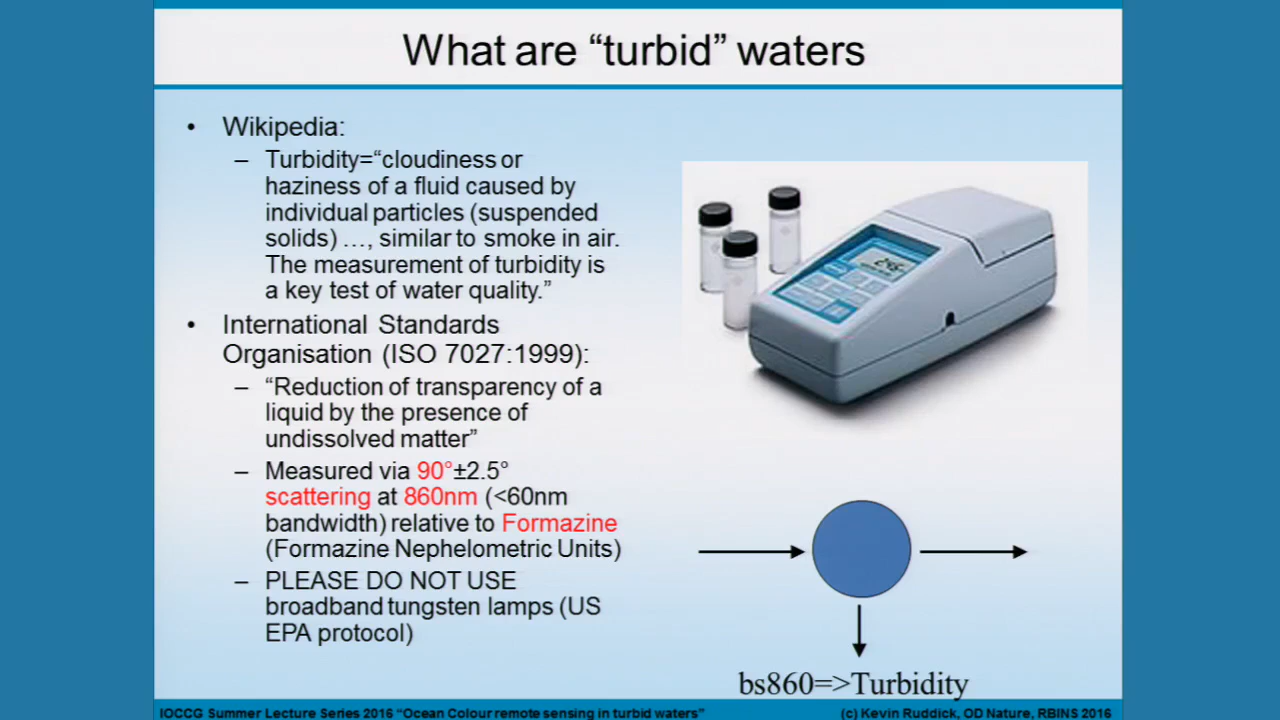 What are “turbid” waters
• Wikipedia:
– Turbidity=“cloudiness or
haziness of a fluid caused by
individual particles (suspended
solids) …, similar to smoke in air.
The measurement of turbidity is
a key test of water quality.”
• International Standards
Organisation (ISO 7027:1999):
– “Reduction of transparency of a
liquid by the presence of
undissolved matter”
– Measured via 90°±2.5°
scattering at 860nm (<60nm
bandwidth) relative to Formazine
(Formazine Nephelometric Units)
– PLEASE DO NOT USE
broadband tungsten lamps (US
EPA protocol)
bs860=>Turbidity
IOCCG Summer Lecture Series 2016 “Ocean Colour remote sensing in turbid waters”
(c) Kevin Ruddick, OD Nature, RBINS 2016